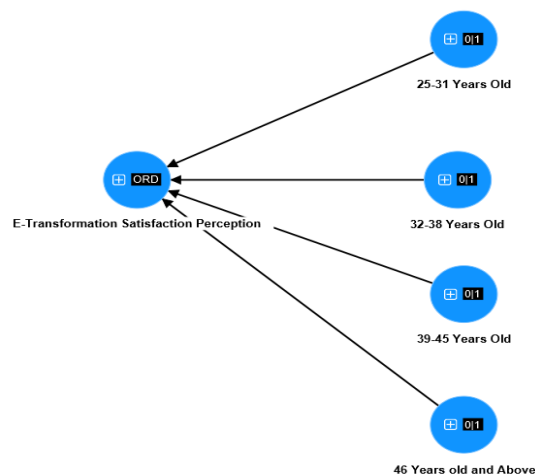 0|1
25-31 Years Old
ORD
E-Transformation Satisfaction Perception
0|1
32-38 Years Old
0|1
39-45 Years Old
0|1
46 Years old and Above